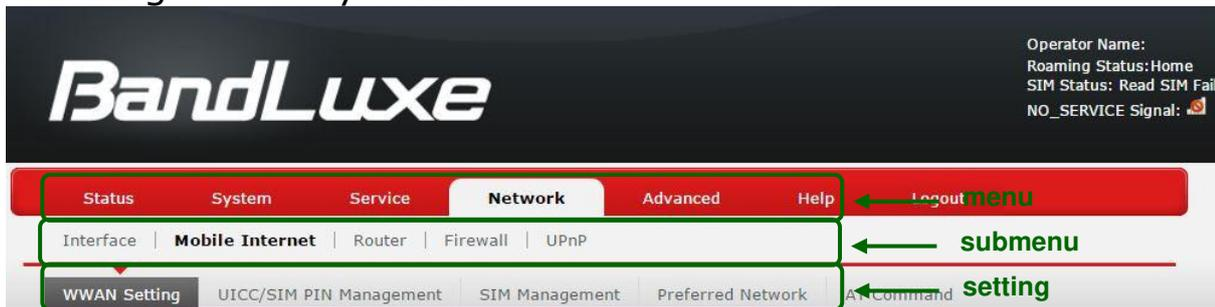 BandLuxe
Operator Name:
Roaming Status:Home
SIM Status: Read SIM Fail
NO_SERVICE Signal:
Status System Service Network Advanced Help Logout menu
Interface | Mobile Internet | Router | Firewall | UPnP submenu
WWAN Setting UICC/SIM PIN Management SIM Management Preferred Network AT Command setting